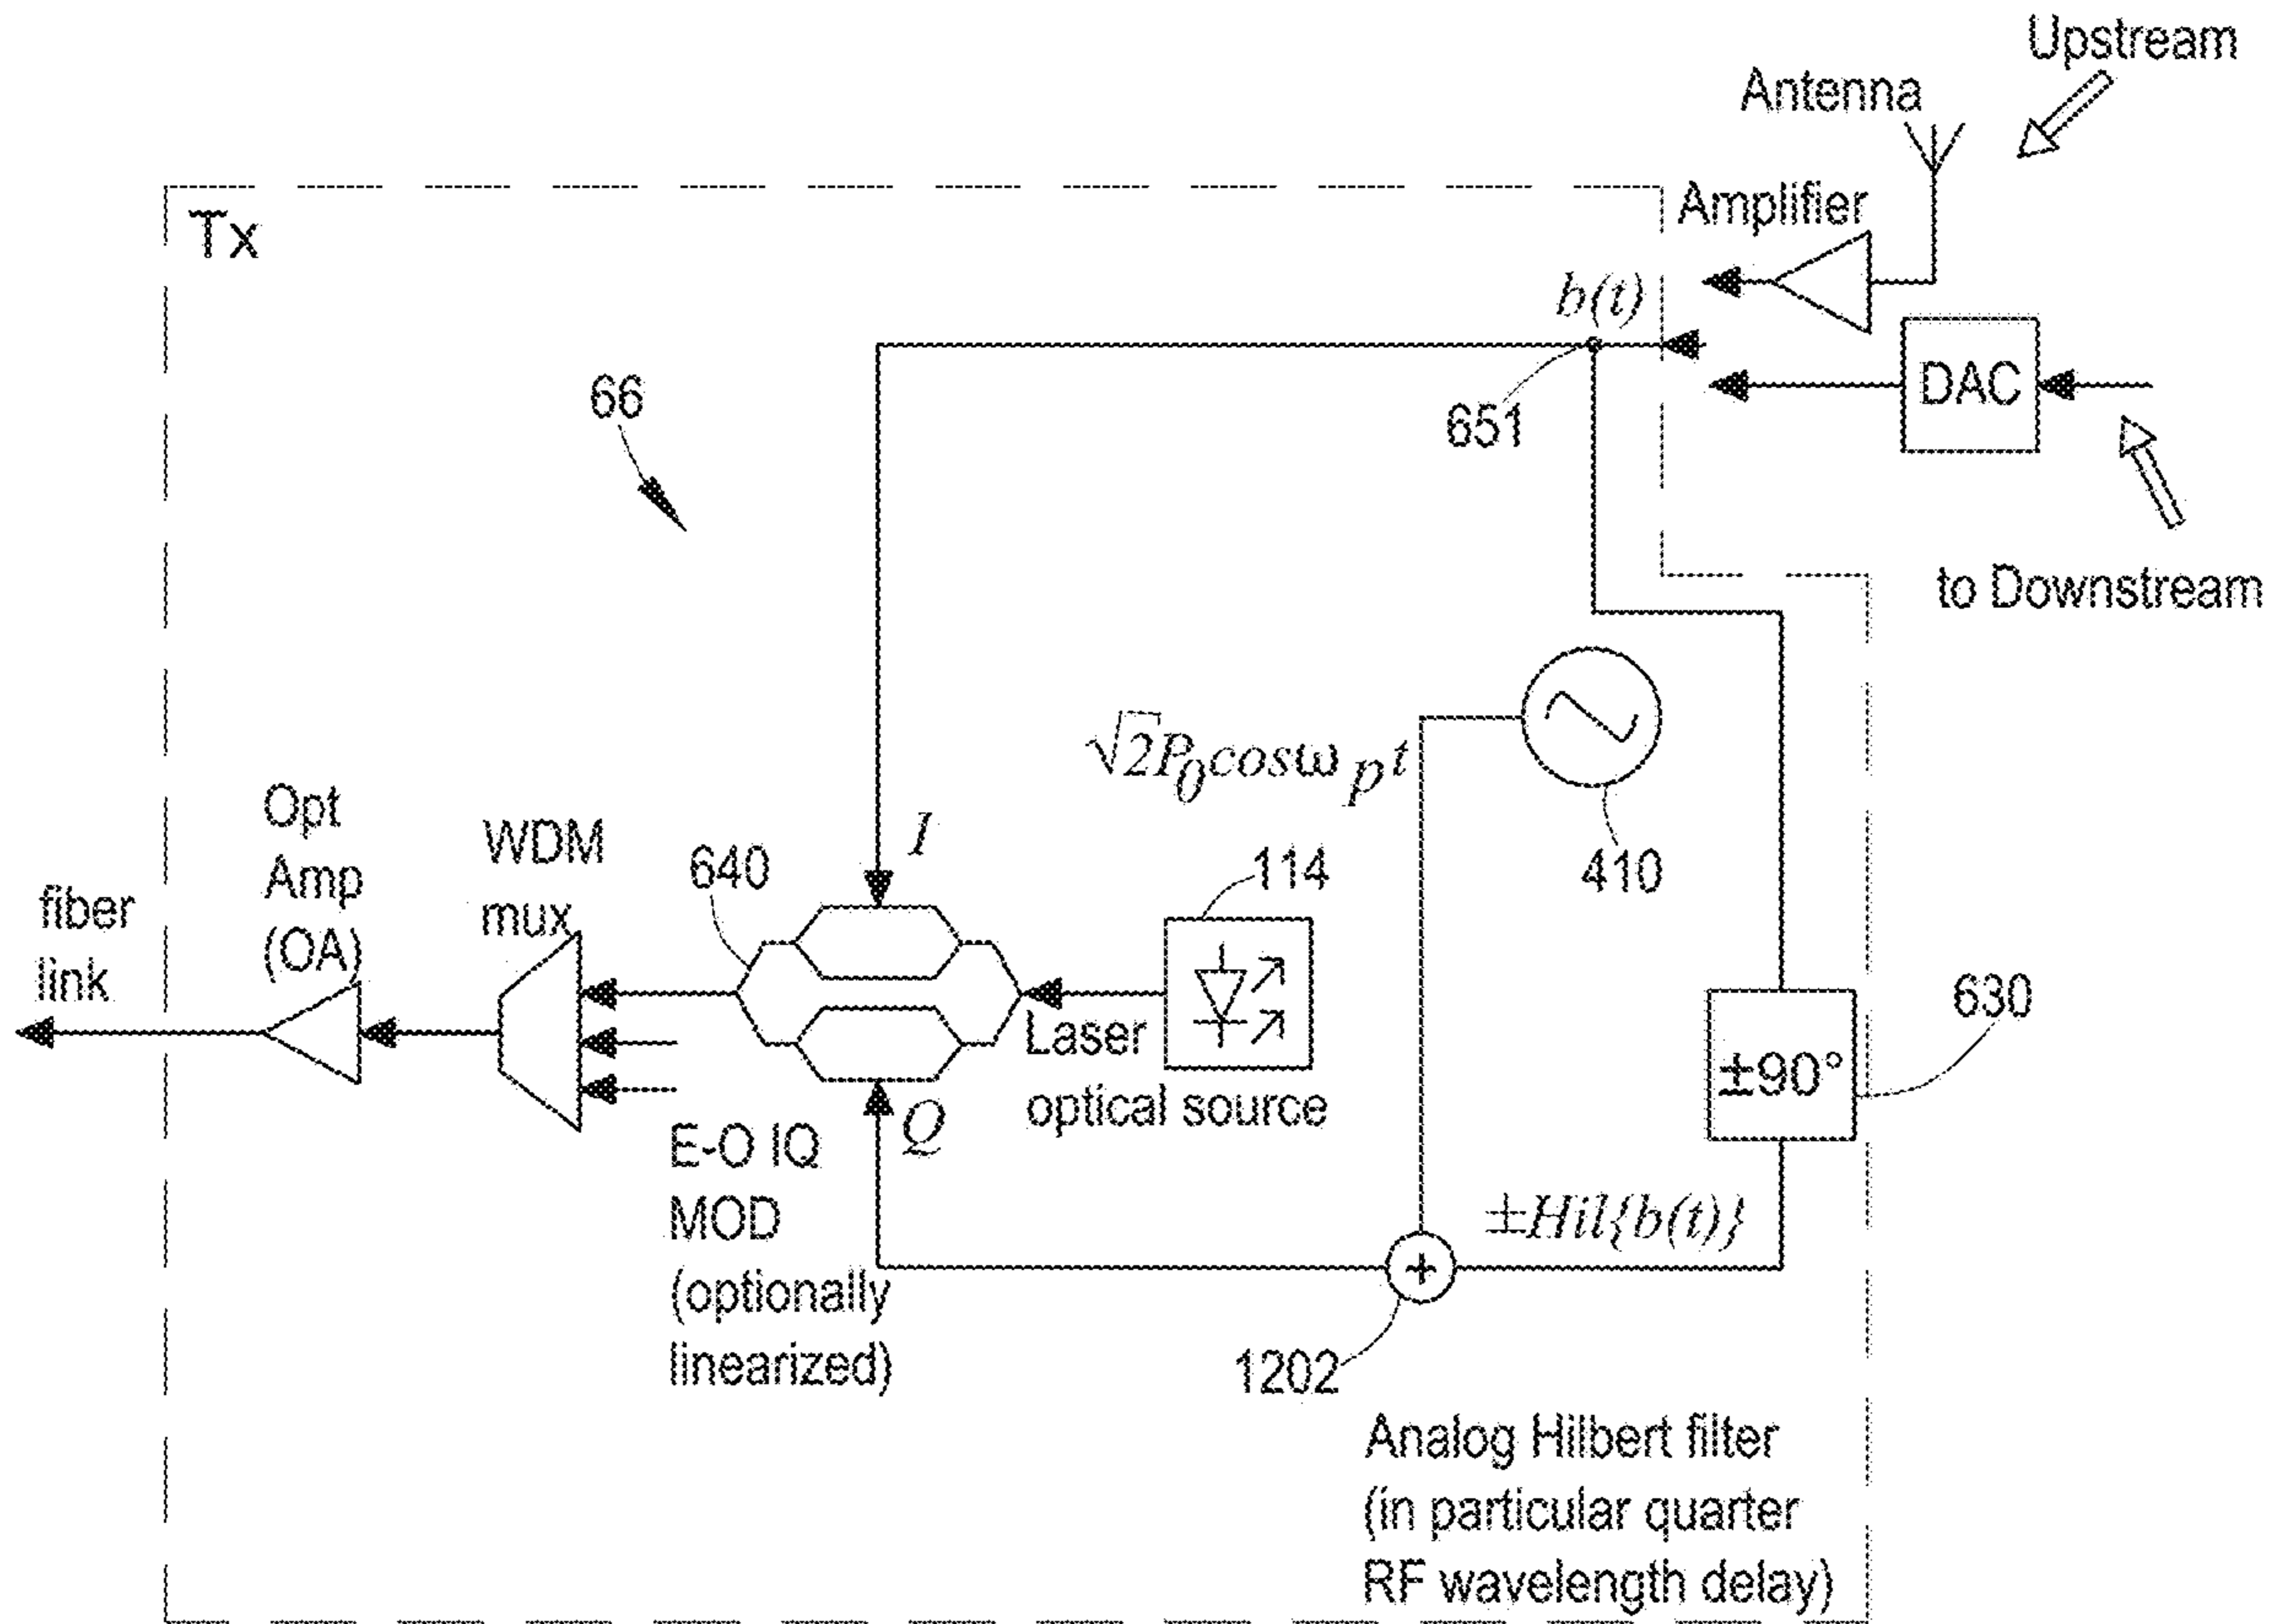 Upstream
Antenna
Amplifier
Tx
b(t)
DAC
66
651
to Downstream
√2P₀cosω_p t
410
Opt
Amp
(OA)
WDM
mux
640
I
114
fiber
link
630
Laser
optical source
±90°
Q
E-O IQ
MOD
(optionally
linearized)
±Hil{b(t)}
+
1202
Analog Hilbert filter
(in particular quarter
RF wavelength delay)